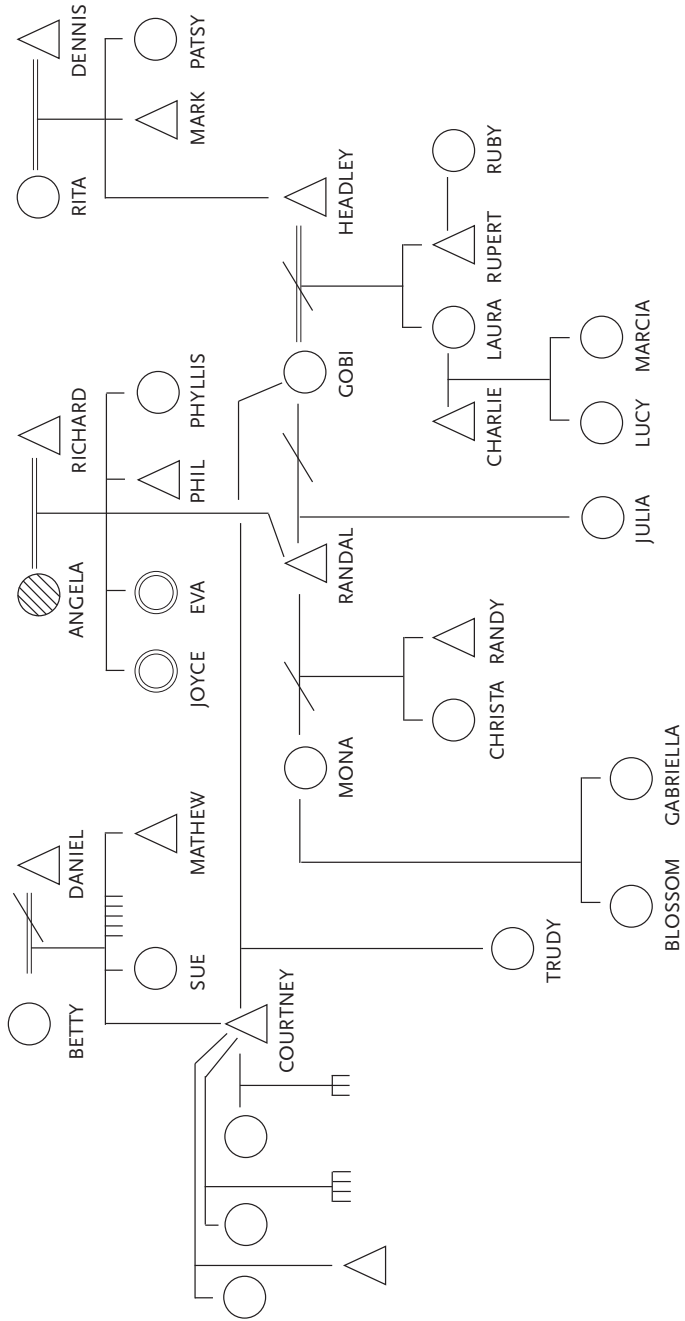 BETTY
DANIEL
ANGELA
RICHARD
RITA
DENNIS
SUE
MATHEW
JOYCE
EVA
PHIL
PHYLLIS
MARK
PATSY
COURTNEY
MONA
RANDAL
GOBI
HEADLEY
CHRISTA
RANDY
CHARLIE
LAURA
RUPERT
RUBY
TRUDY
BLOSSOM
GABRIELLA
JULIA
LUCY
MARCIA